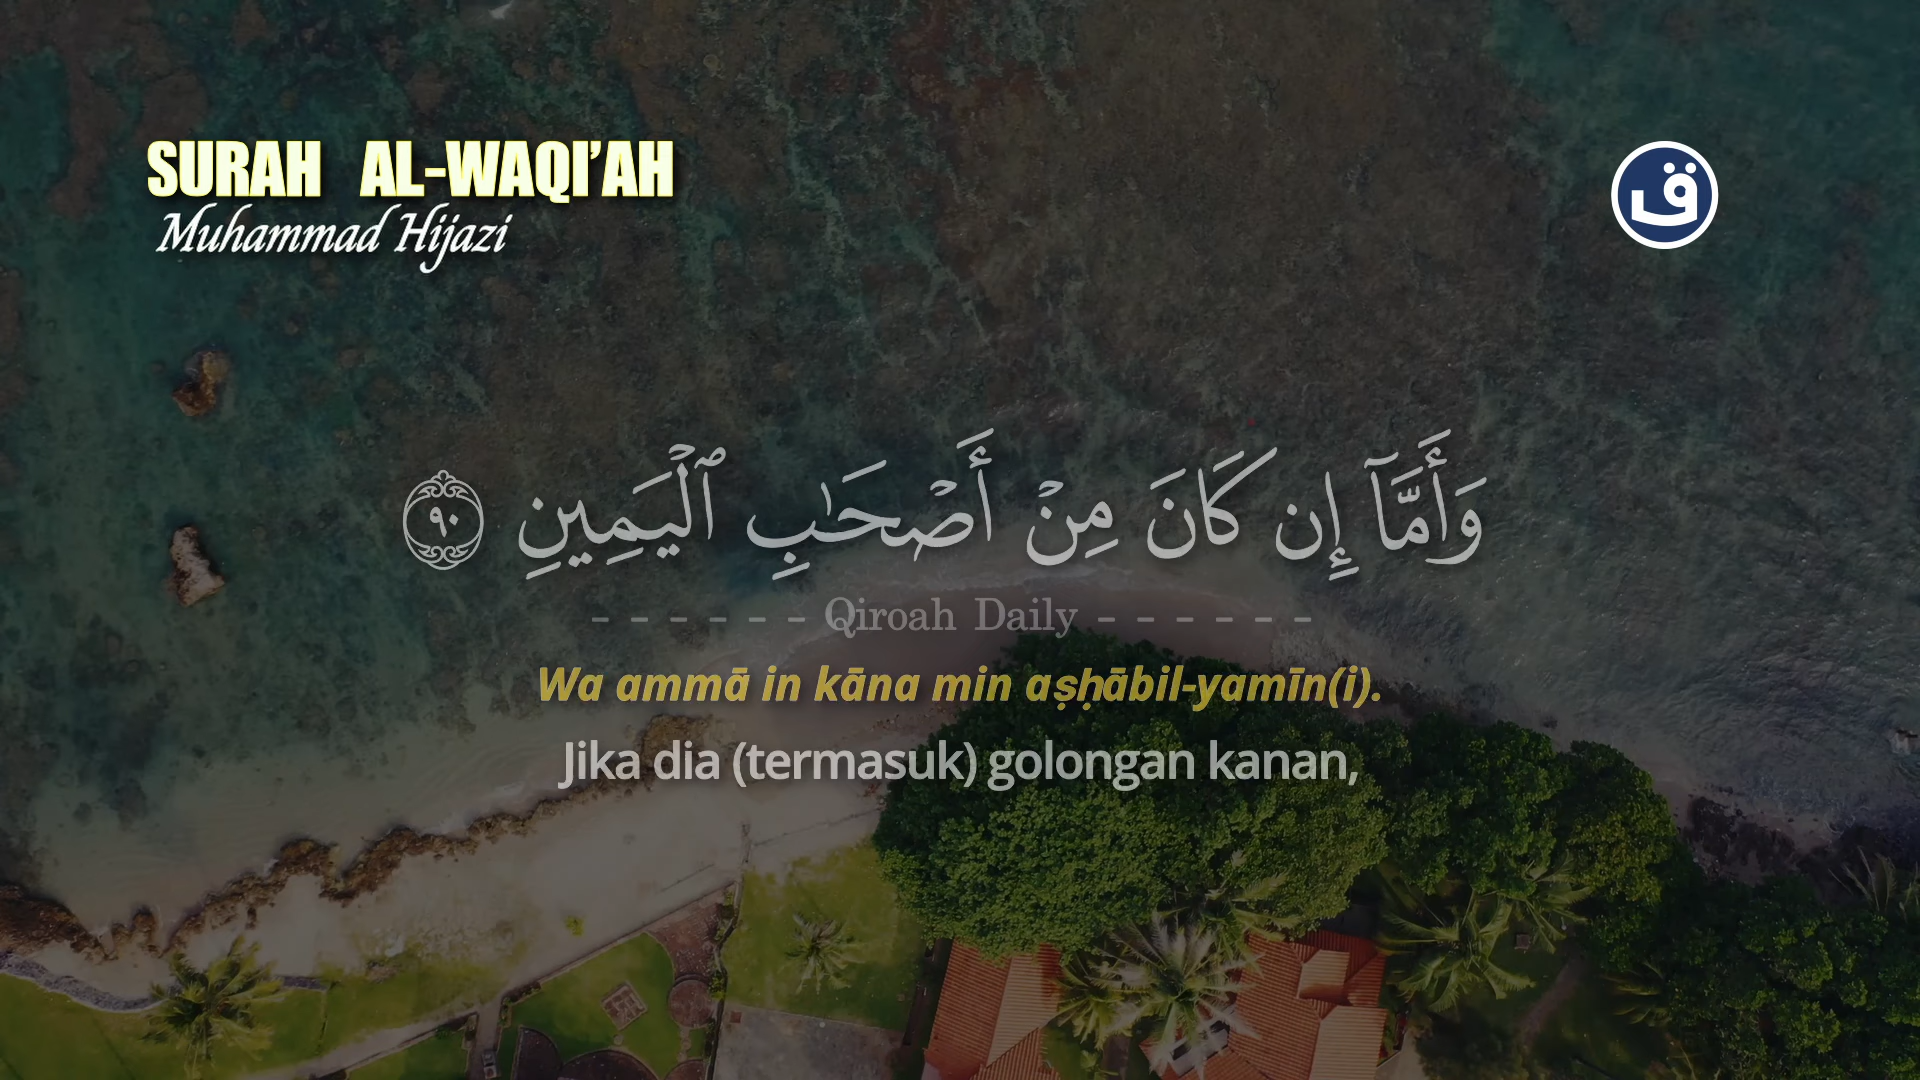 SURAH AL-WAQI'AH
Muhammad Hijazi
ق
وَأَمَّآ إِن كَانَ مِنْ أَصْحَٰبِ ٱلْيَمِينِ ٩٠
- - - - - - Qiroah Daily - - - - - -
Wa ammā in kāna min aṣḥābil-yamīn(i).
Jika dia (termasuk) golongan kanan,